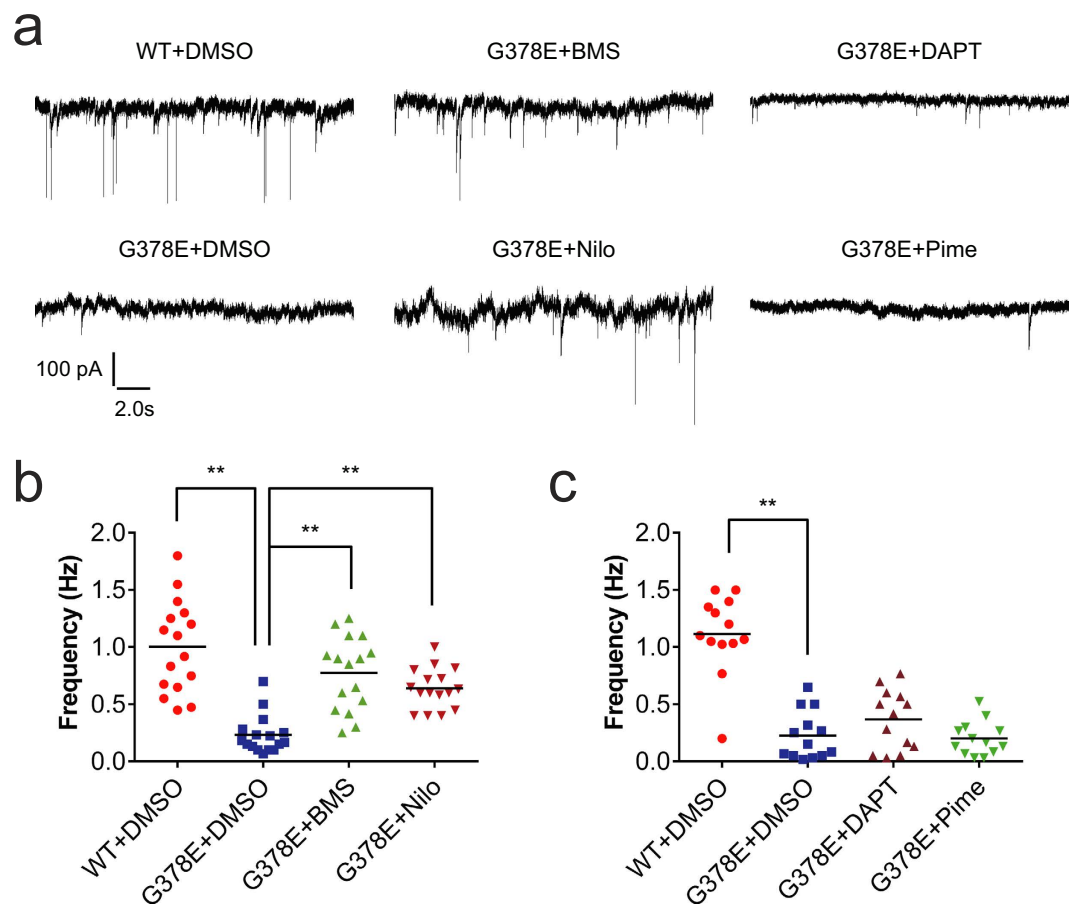 a
WT+DMSO
G378E+BMS
G378E+DAPT
G378E+DMSO
G378E+Nilo
G378E+Pime
100 pA
2.0s
b
**
**
**
2.0
1.5
1.0
0.5
0.0
Frequency (Hz)
WT+DMSO
G378E+DMSO
G378E+BMS
G378E+Nilo
c
**
2.0
1.5
1.0
0.5
0.0
Frequency (Hz)
WT+DMSO
G378E+DMSO
G378E+DAPT
G378E+Pime